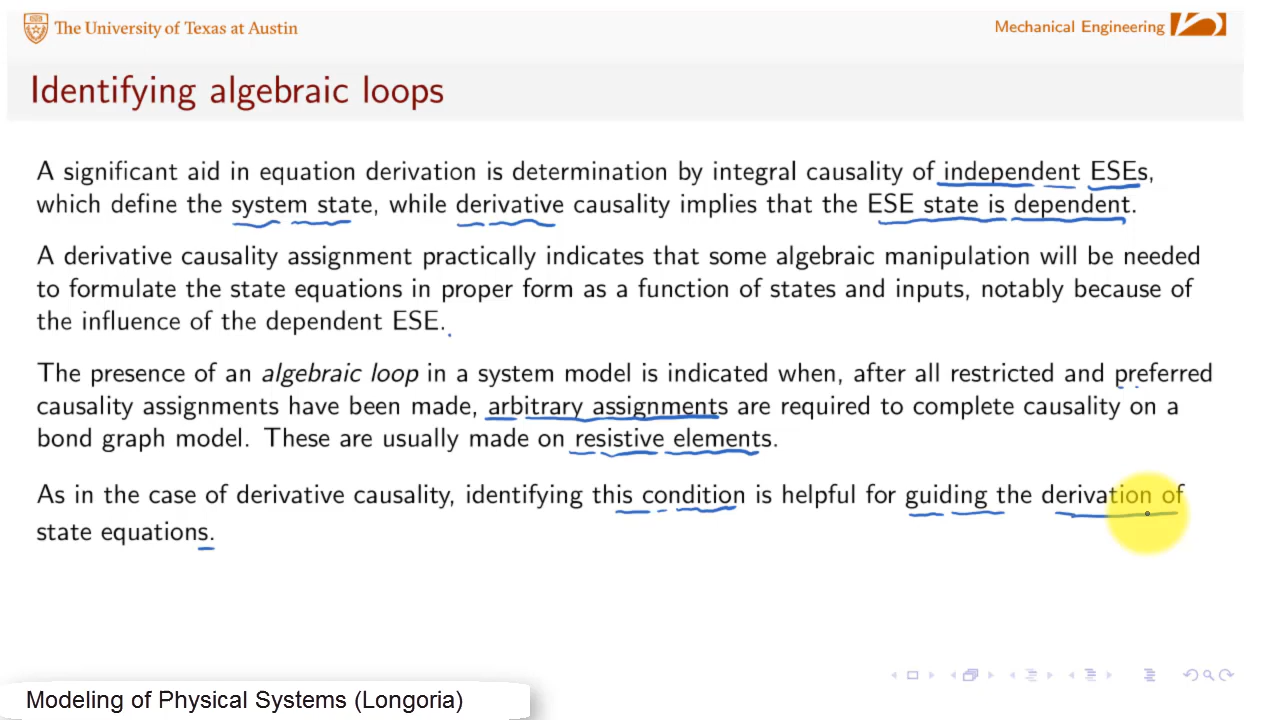 The University of Texas at Austin
Mechanical Engineering
Identifying algebraic loops
A significant aid in equation derivation is determination by integral causality of independent ESEs,
which define the system state, while derivative causality implies that the ESE state is dependent.
A derivative causality assignment practically indicates that some algebraic manipulation will be needed
to formulate the state equations in proper form as a function of states and inputs, notably because of
the influence of the dependent ESE.
The presence of an algebraic loop in a system model is indicated when, after all restricted and preferred
causality assignments have been made, arbitrary assignments are required to complete causality on a
bond graph model. These are usually made on resistive elements.
As in the case of derivative causality, identifying this condition is helpful for guiding the derivation of
state equations.
Modeling of Physical Systems (Longoria)